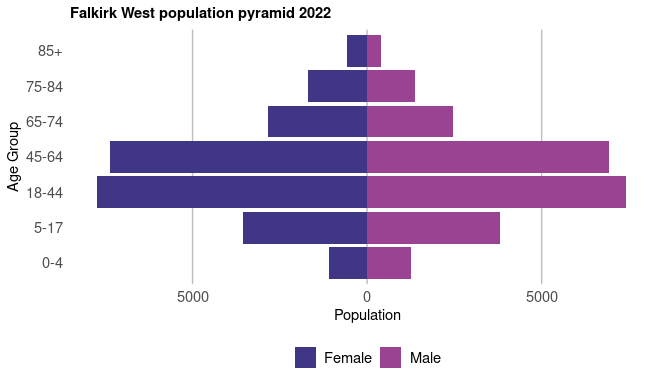 Falkirk West population pyramid 2022
85+
75-84
65-74
45-64
18-44
5-17
0-4
Age Group
5000 0 5000
Population
Female Male